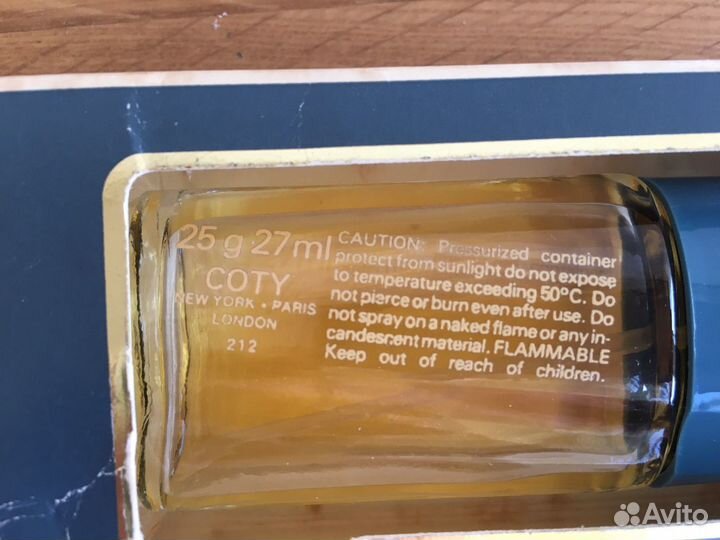 25 g 27 ml
COTY
NEW YORK • PARIS
LONDON
212
CAUTION: Pressurized container
protect from sunlight do not expose
to temperature exceeding 50°C. Do
not pierce or burn even after use. Do
not spray on a naked flame or any in-
candescent material. FLAMMABLE
Keep out of reach of children.
Avito